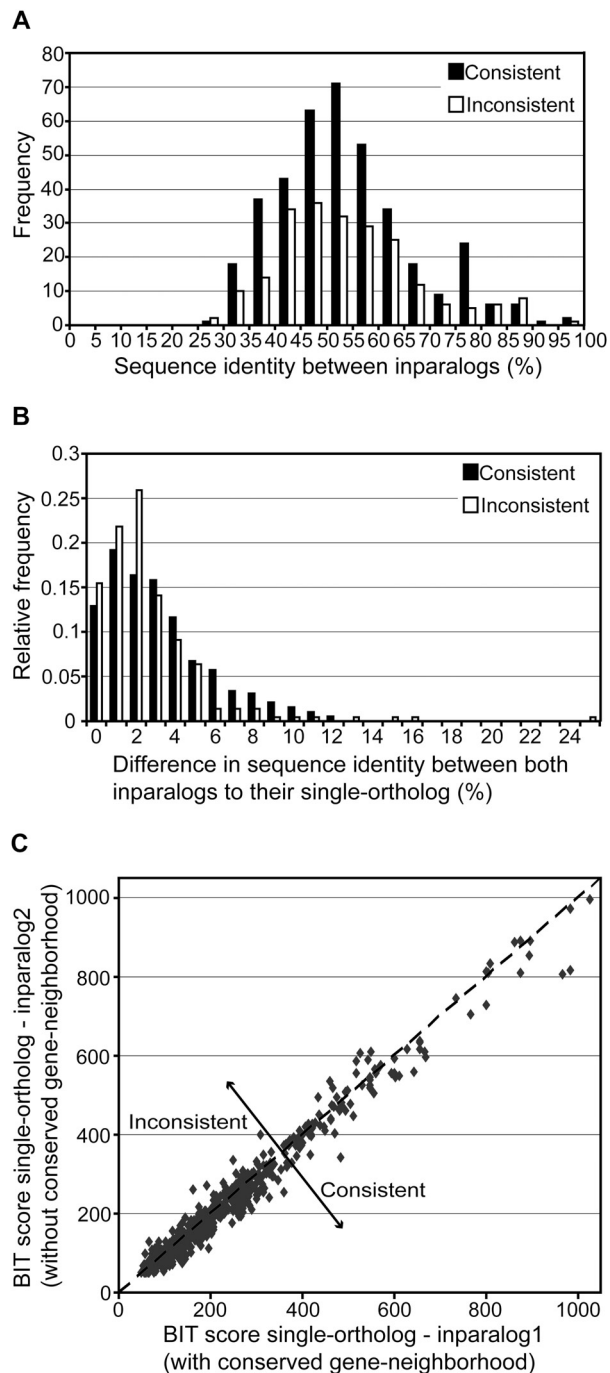 A
80
70
60
50
40
30
20
10
0
Frequency
Consistent
Inconsistent
0 5 10 15 20 25 30 35 40 45 50 55 60 65 70 75 80 85 90 95 100
Sequence identity between inparalogs (%)
B
0.3
0.25
0.2
0.15
0.1
0.05
0
Relative frequency
Consistent
Inconsistent
0 2 4 6 8 10 12 14 16 18 20 22 24
Difference in sequence identity between both
inparalogs to their single-ortholog (%)
C
1000
800
600
400
200
0
BIT score single-ortholog - inparalog2
(without conserved gene-neighborhood)
Inconsistent
Consistent
0 200 400 600 800 1000
BIT score single-ortholog - inparalog1
(with conserved gene-neighborhood)